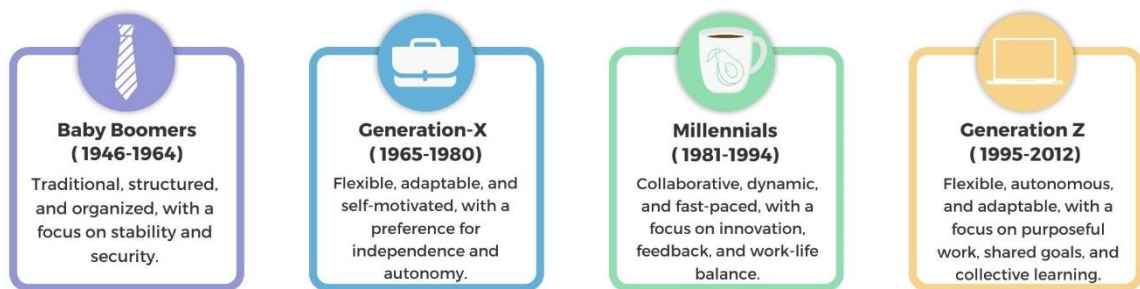 Baby Boomers
( 1946-1964)
Traditional, structured,
and organized, with a
focus on stability and
security.
Generation-X
( 1965-1980)
Flexible, adaptable, and
self-motivated, with a
preference for
independence and
autonomy.
Millennials
( 1981-1994)
Collaborative, dynamic,
and fast-paced, with a
focus on innovation,
feedback, and work-life
balance.
Generation Z
( 1995-2012)
Flexible, autonomous,
and adaptable, with a
focus on purposeful
work, shared goals, and
collective learning.